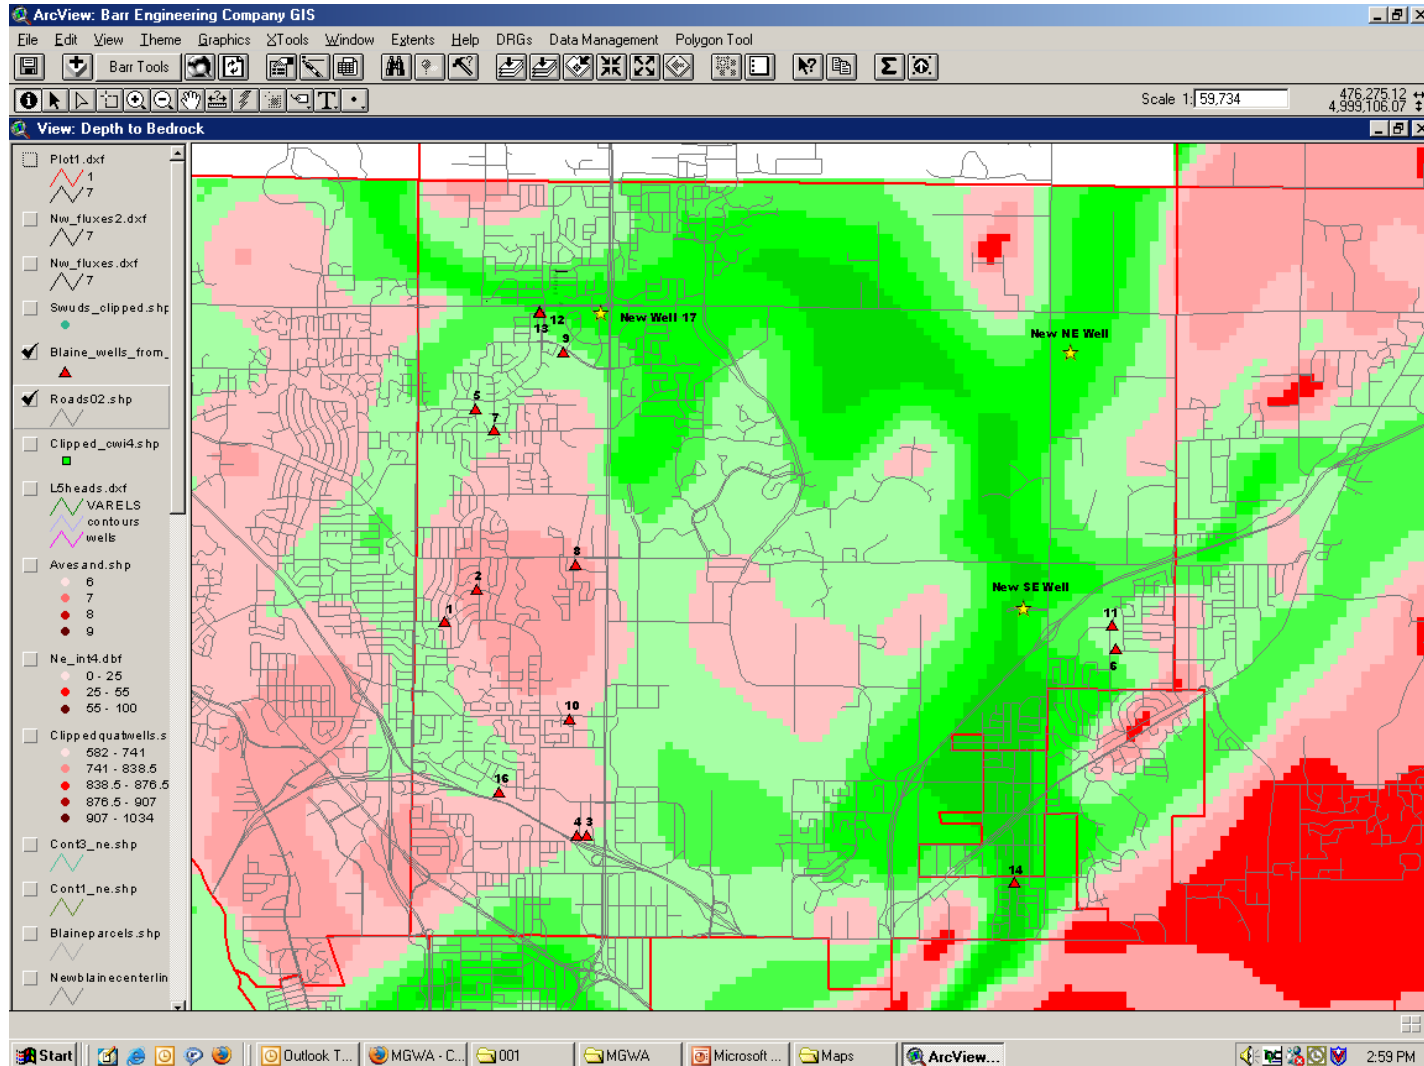 ArcView: Barr Engineering Company GIS
File Edit View Theme Graphics XTools Window Extents Help DRGs Data Management Polygon Tool
Barr Tools
Scale 1: 59,734
476,275.12
4,999,106.07
View: Depth to Bedrock
Plot1.dxf
1
7
Nw_fluxes2.dxf
7
Nw_fluxes.dxf
7
Swuds_clipped.shp
Blaine_wells_from_
Roads02.shp
Clipped_cwi4.shp
L5heads.dxf
VARELS
contours
wells
Avesand.shp
6
7
8
9
Ne_int4.dbf
0 - 25
25 - 55
55 - 100
Clippedquatwells.s
582 - 741
741 - 838.5
838.5 - 876.5
876.5 - 907
907 - 1034
Cont3_ne.shp
Cont1_ne.shp
Blaineparcels.shp
Newblainecenterlin
12
13
New Well 17
9
New NE Well
5
7
8
2
1
New SE Well
11
6
10
16
4 3
14
Start
Outlook T...
MGWA - C...
001
MGWA
Microsoft ...
Maps
ArcView...
2:59 PM